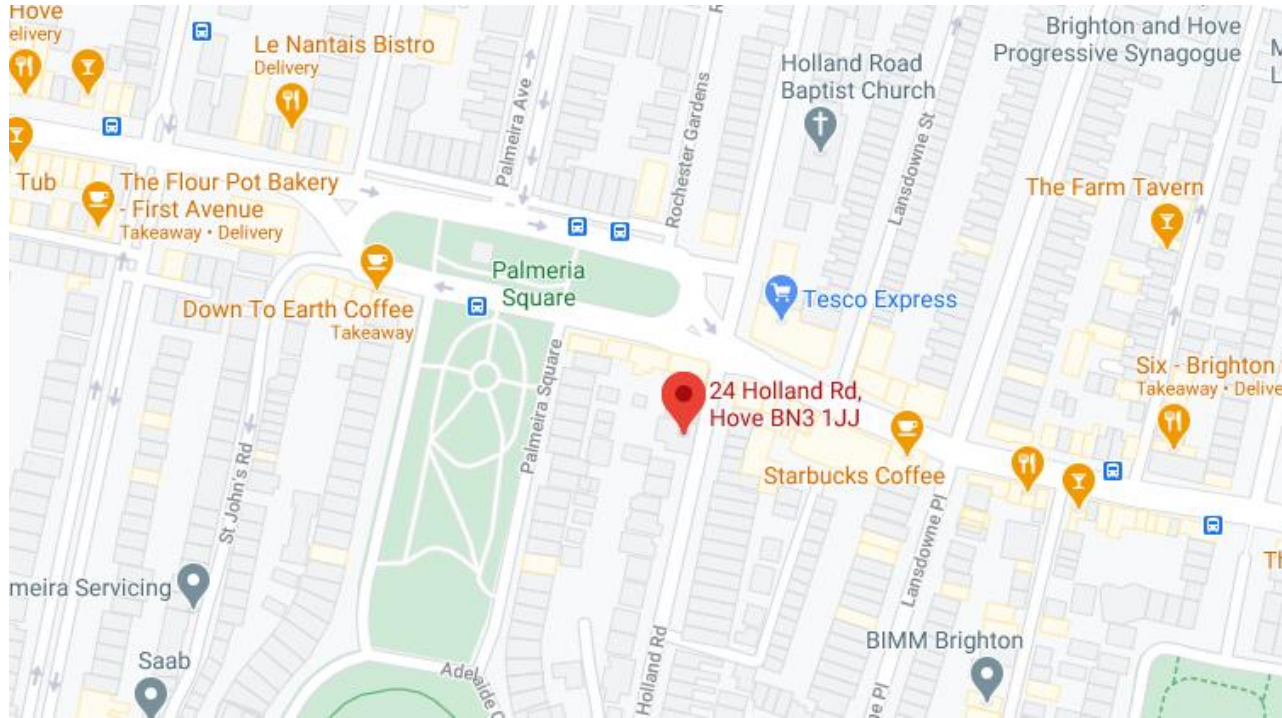 Hove
elivery
Le Nantais Bistro
Delivery
Palmeira Ave
Rochester Gardens
Holland Road
Baptist Church
Lansdowne St
Brighton and Hove
Progressive Synagogue
M
L
Tub
The Flour Pot Bakery
- First Avenue
Takeaway • Delivery
The Farm Tavern
Palmeria
Square
Tesco Express
Down To Earth Coffee
Takeaway
Palmeira Square
24 Holland Rd,
Hove BN3 1JJ
Six - Brighton
Takeaway • Delive
St John's Rd
Starbucks Coffee
Lansdowne Pl
Th
meira Servicing
Holland Rd
BIMM Brighton
Saab
Adelaide C
e Pl
R